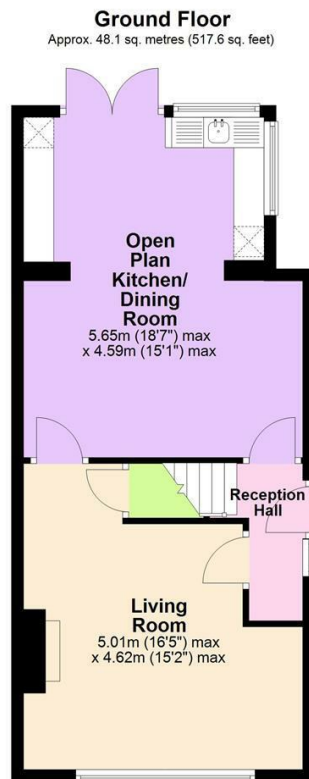 Ground Floor
Approx. 48.1 sq. metres (517.6 sq. feet)
Open
Plan
Kitchen/
Dining
Room
5.65m (18'7") max
x 4.59m (15'1") max
Reception
Hall
Living
Room
5.01m (16'5") max
x 4.62m (15'2") max